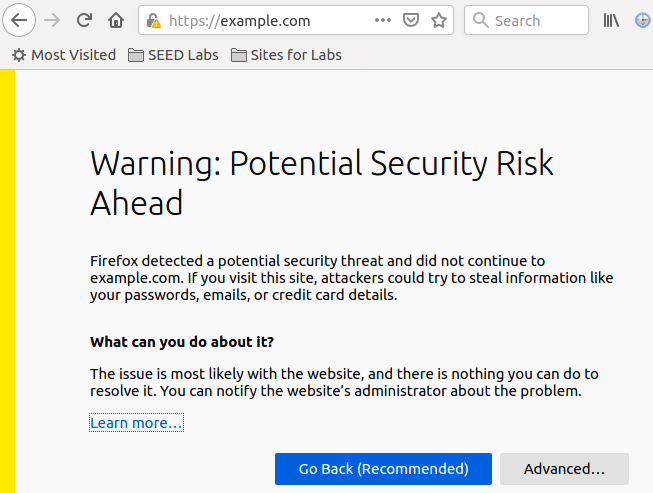 https://example.com
Search
Most Visited SEED Labs Sites for Labs
Warning: Potential Security Risk
Ahead
Firefox detected a potential security threat and did not continue to
example.com. If you visit this site, attackers could try to steal information like
your passwords, emails, or credit card details.
What can you do about it?
The issue is most likely with the website, and there is nothing you can do to
resolve it. You can notify the website’s administrator about the problem.
Learn more…
Go Back (Recommended) Advanced…